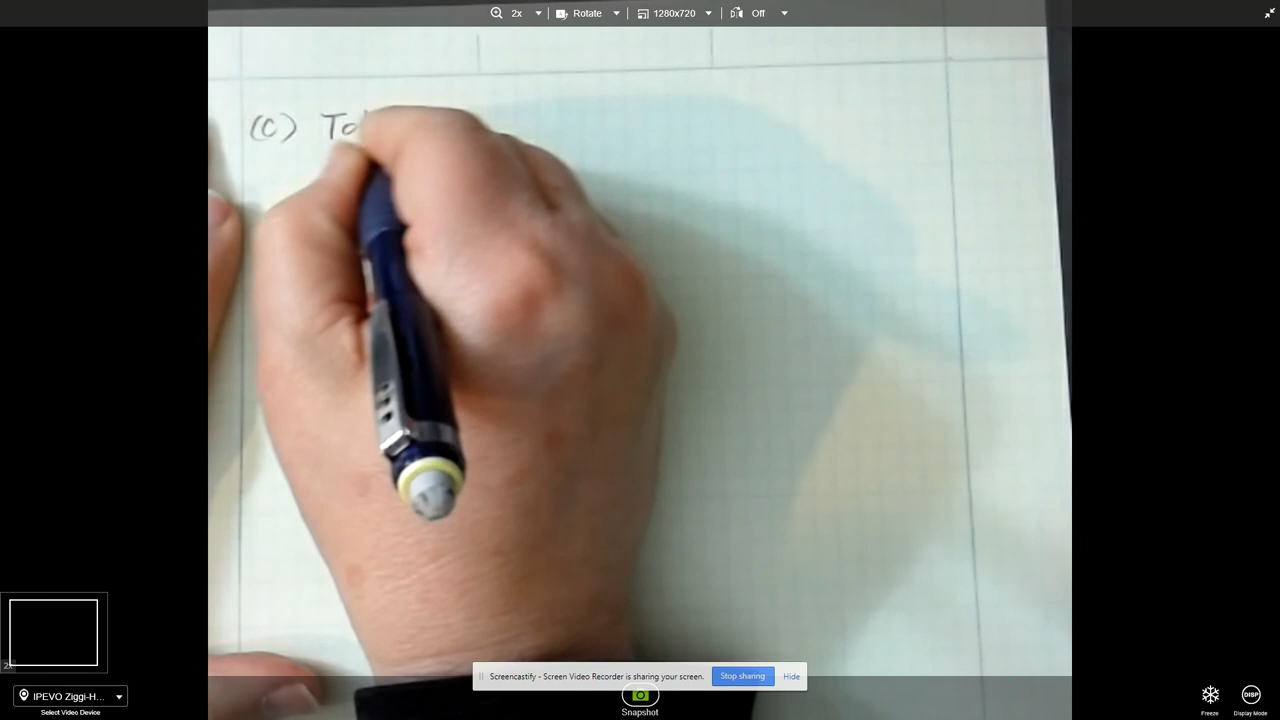 2x Rotate 1280x720 Off
(c) To
2x
Screencastify - Screen Video Recorder is sharing your screen. Stop sharing Hide
IPEVO Ziggi-H...
Select Video Device
Snapshot
Freeze
DISP
Display Mode